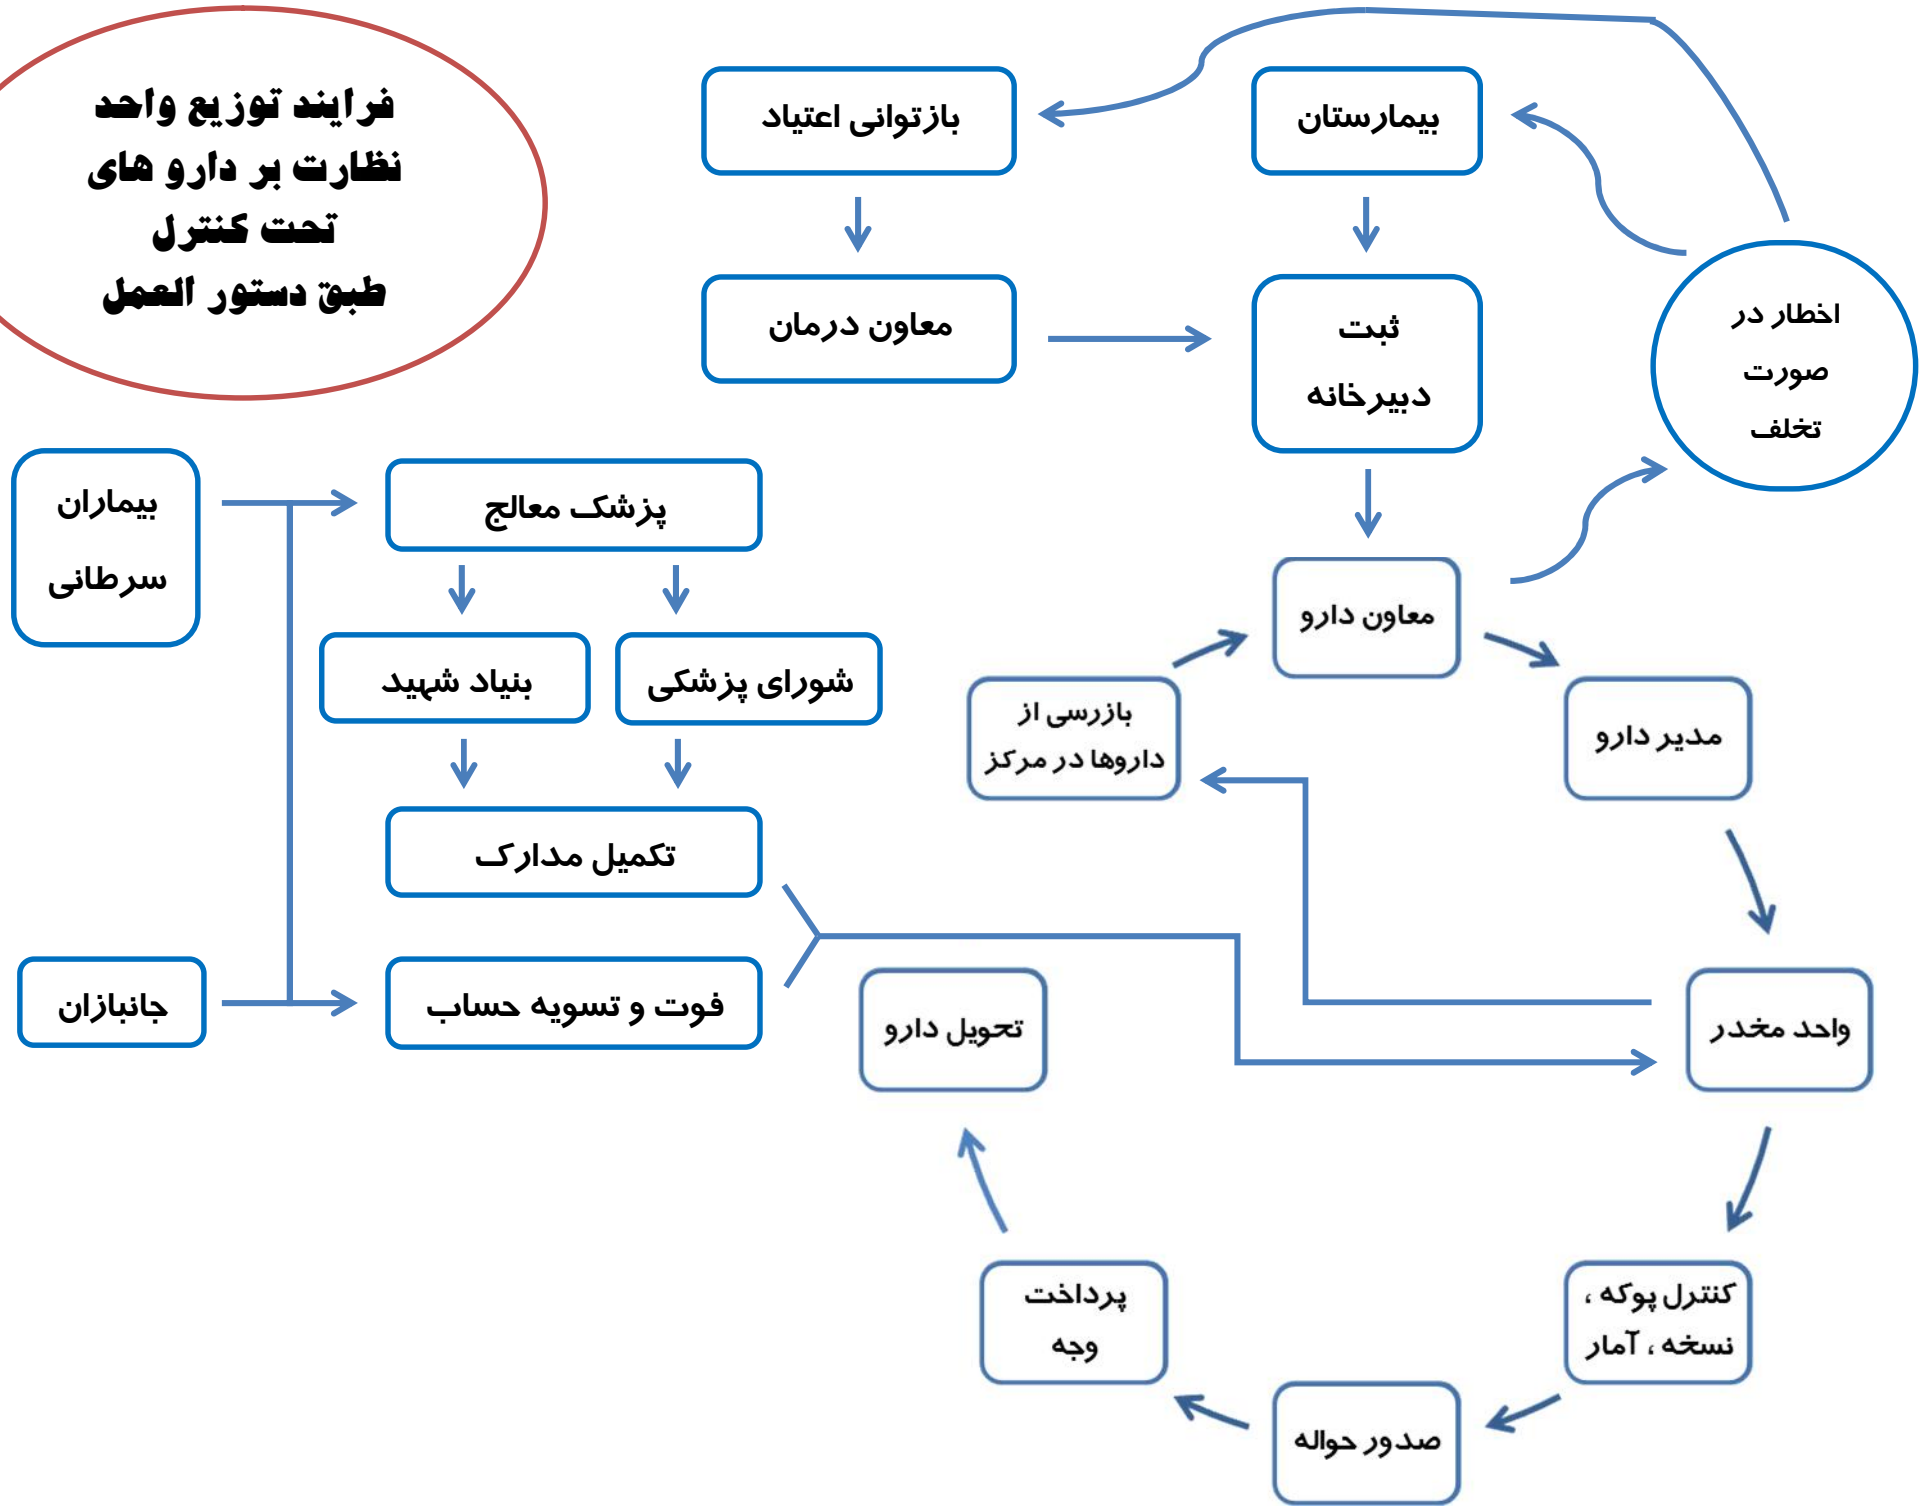 فرایند توزیع واحد
نظارت بر دارو های
تحت کنترل
طبق دستور العمل
بیمارستان
بازتوانی اعتیاد
معاون درمان
ثبت
دبیرخانه
اخطار در
صورت
تخلف
معاون دارو
مدیر دارو
بازرسی از
داروها در مرکز
واحد مخدر
کنترل پوکه ،
نسخه ، آمار
صدور حواله
پرداخت
وجه
تحویل دارو
بیماران
سرطانی
پزشک معالج
شورای پزشکی
بنیاد شهید
تکمیل مدارک
فوت و تسویه حساب
جانبازان